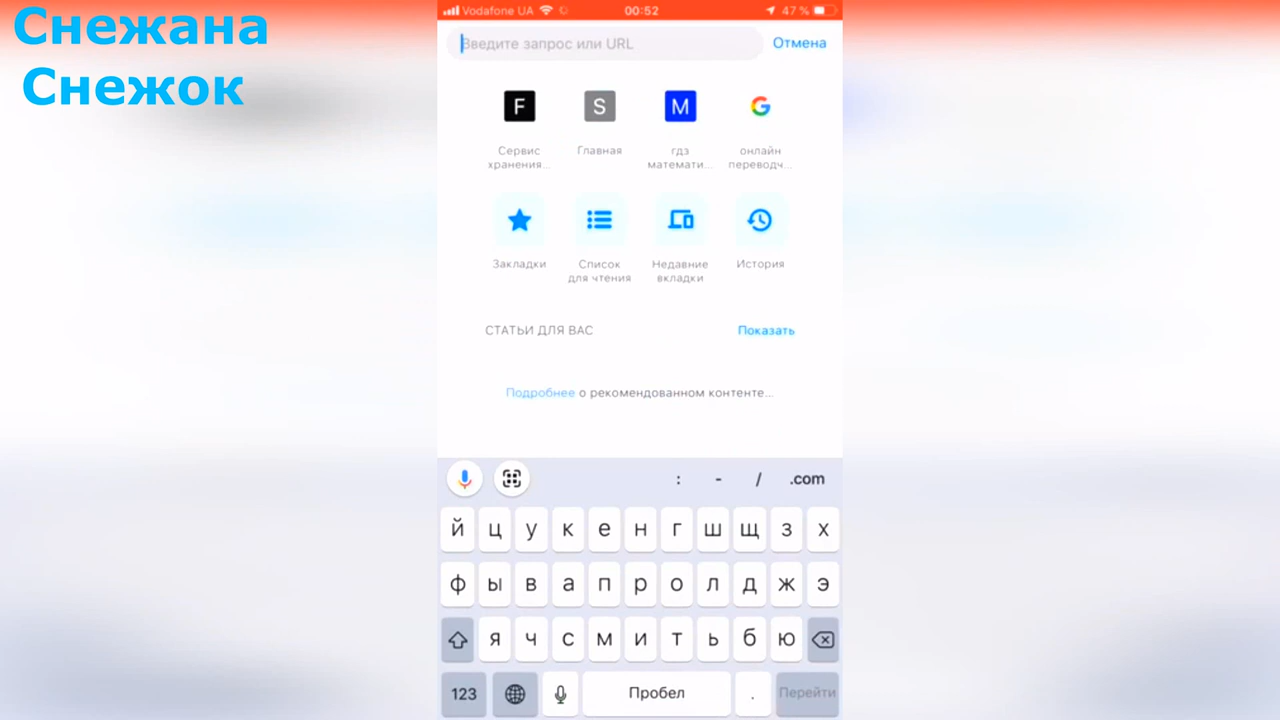 Снежана
Снежок
Vodafone UA 00:52 47 %
Введите запрос или URL Отмена
F S M G
Сервис хранения... Главная гдз математи... онлайн переводч...
Закладки Список для чтения Недавние вкладки История
СТАТЬИ ДЛЯ ВАС Показать
Подробнее о рекомендованном контенте...
: - / .com
й ц у к е н г ш щ з х
ф ы в а п р о л д ж э
я ч с м и т ь б ю
123 Пробел . Перейти